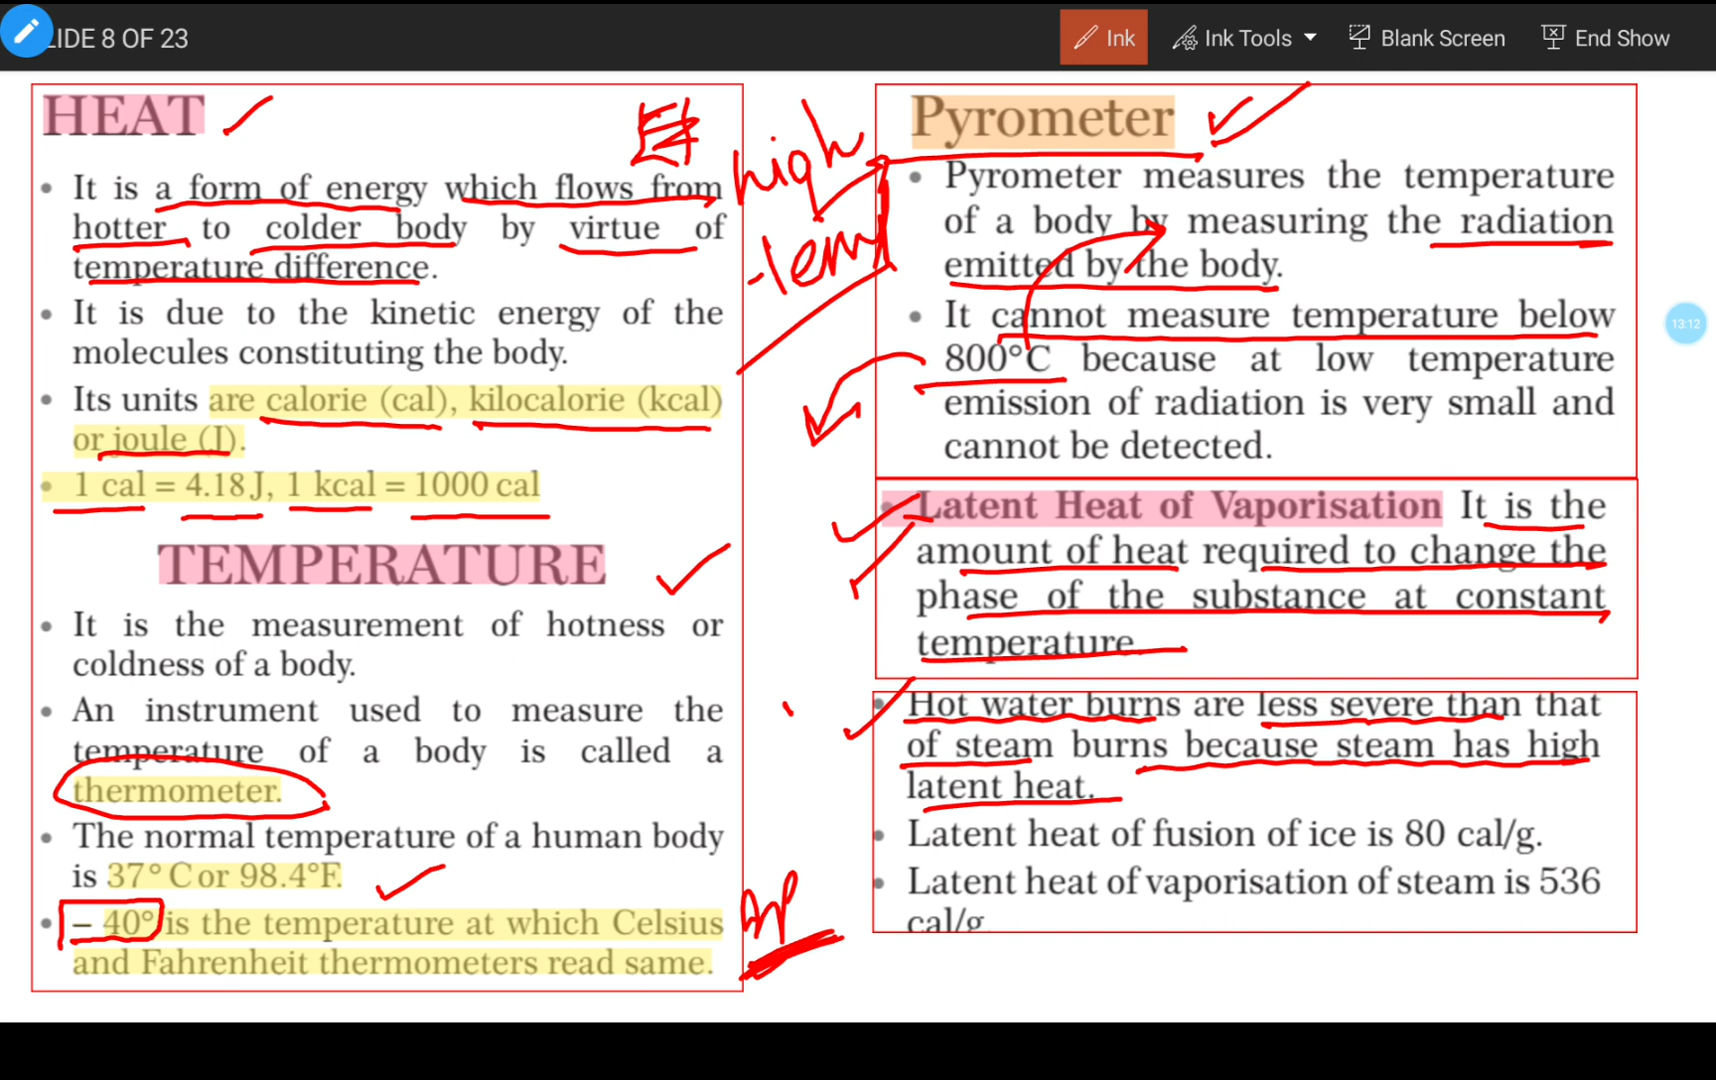 LIDE 8 OF 23
Ink
Ink Tools
Blank Screen
End Show
HEAT
• It is a form of energy which flows from
hotter to colder body by virtue of
temperature difference.
• It is due to the kinetic energy of the
molecules constituting the body.
• Its units are calorie (cal), kilocalorie (kcal)
or joule (J).
• 1 cal = 4.18 J, 1 kcal = 1000 cal
TEMPERATURE
• It is the measurement of hotness or
coldness of a body.
• An instrument used to measure the
temperature of a body is called a
thermometer.
• The normal temperature of a human body
is 37° C or 98.4°F.
• – 40° is the temperature at which Celsius
and Fahrenheit thermometers read same.
high
Pyrometer
• Pyrometer measures the temperature
of a body by measuring the radiation
emitted by the body.
• It cannot measure temperature below
800°C because at low temperature
emission of radiation is very small and
cannot be detected.
• Latent Heat of Vaporisation It is the
amount of heat required to change the
phase of the substance at constant
temperature.
• Hot water burns are less severe than that
of steam burns because steam has high
latent heat.
• Latent heat of fusion of ice is 80 cal/g.
• Latent heat of vaporisation of steam is 536
cal/g.
13:12